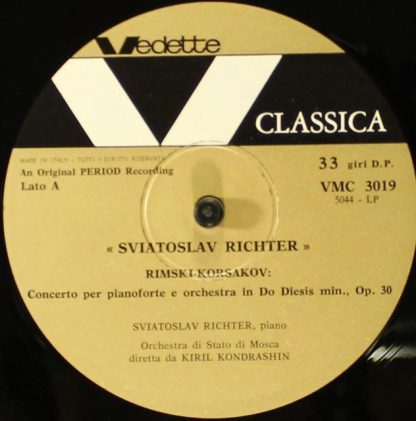 Vedette
CLASSICA
MADE IN ITALY - TUTTI I DIRITTI RISERVATI
An Original PERIOD Recording
Lato A
33 giri D.P.
VMC 3019
5044 - LP
« SVIATOSLAV RICHTER »
RIMSKI-KORSAKOV:
Concerto per pianoforte e orchestra in Do Diesis min., Op. 30
SVIATOSLAV RICHTER, piano
Orchestra di Stato di Mosca
diretta da KIRIL KONDRASHIN